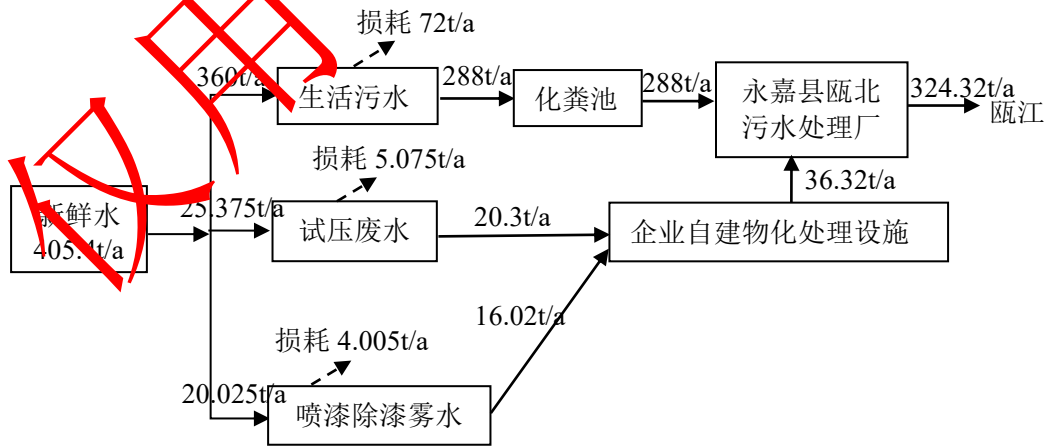 损耗 72t/a
360t/a
生活污水
288t/a
化粪池
288t/a
永嘉县瓯北
污水处理厂
324.32t/a
瓯江
损耗 5.075t/a
36.32t/a
新鲜水
405.4t/a
25.375t/a
试压废水
20.3t/a
企业自建物化处理设施
16.02t/a
损耗 4.005t/a
20.025t/a
喷漆除漆雾水